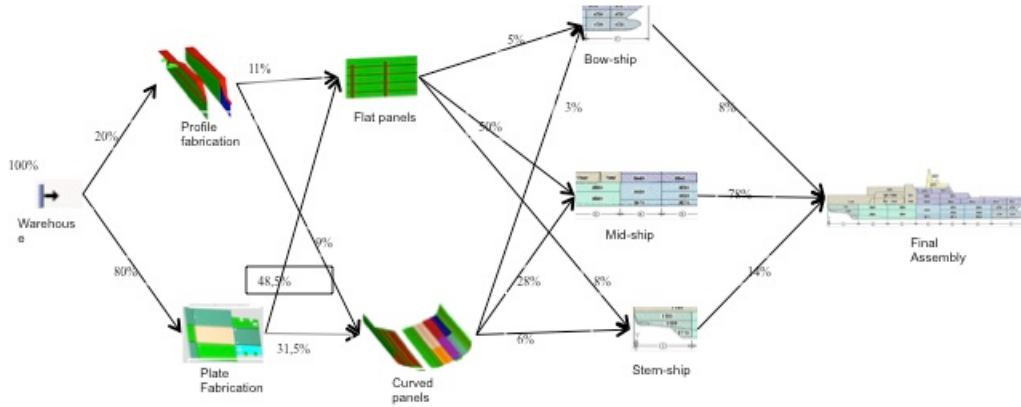 5%
Bow-ship
11%
Flat panels
Profile
fabrication
20%
100%
3%
8%
50%
Warehous
e
Mid-ship
78%
Final
Assembly
9%
80%
48,5%
28%
8%
14%
31,5%
6%
Plate
Fabrication
Curved
panels
Stern-ship